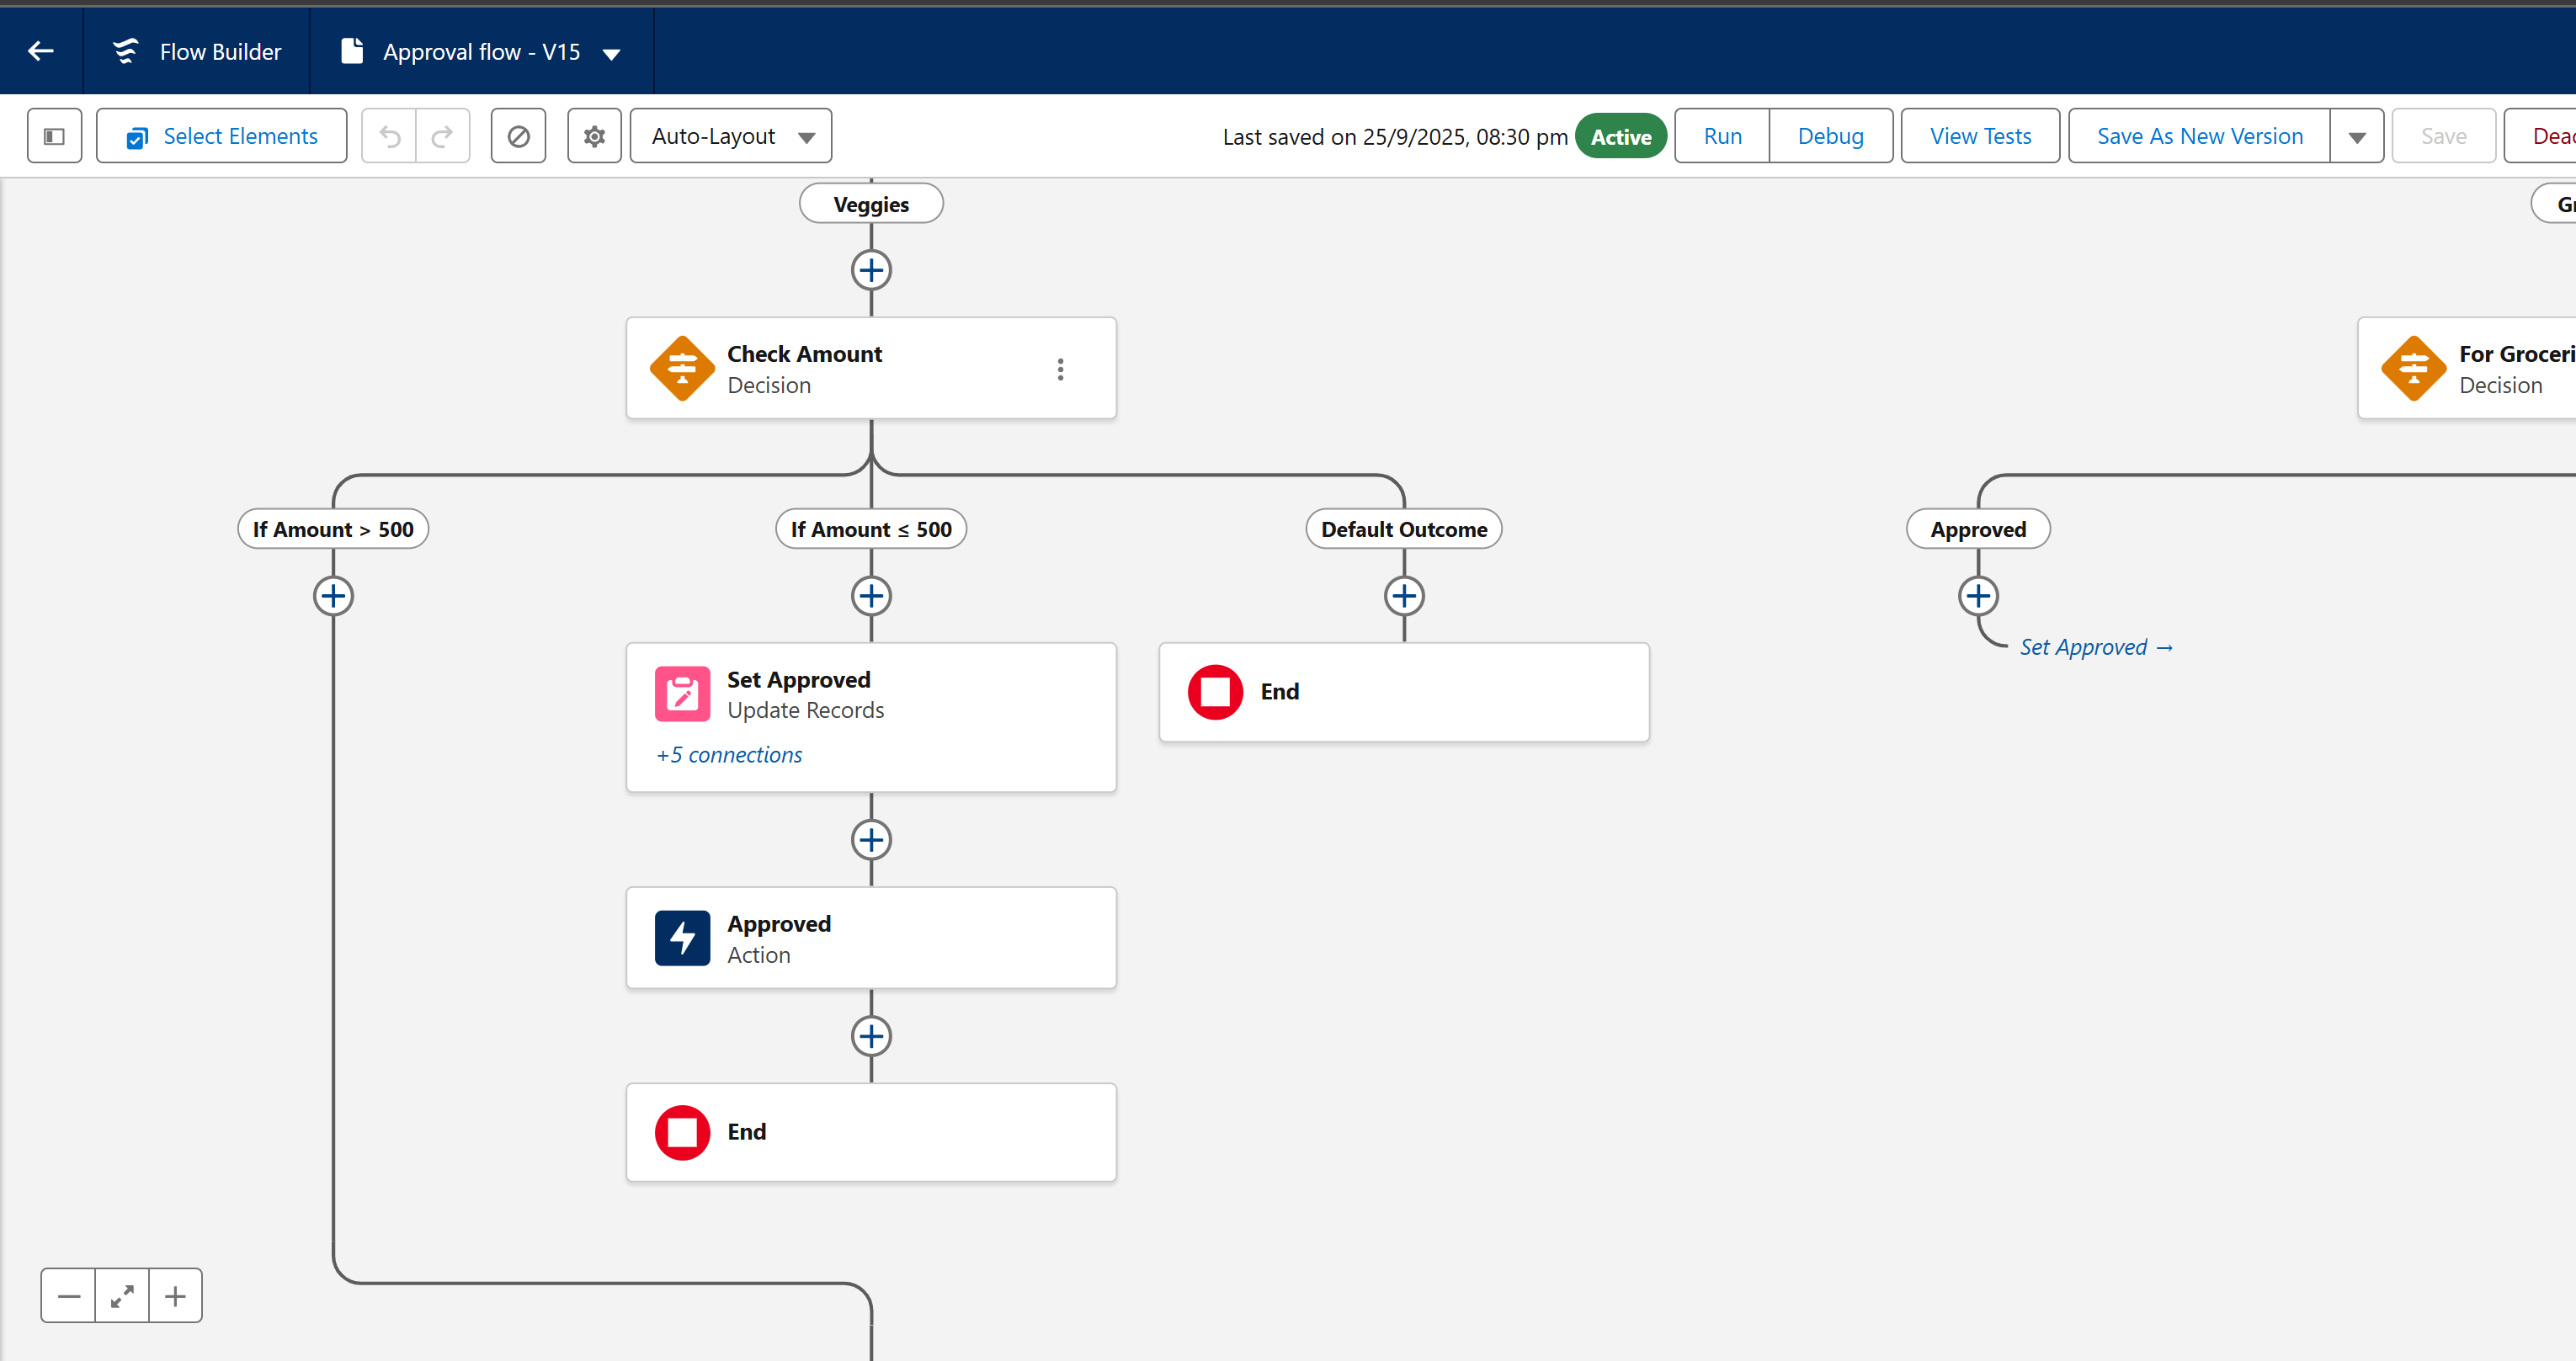 Flow Builder
Approval flow - V15
Select Elements
Auto-Layout
Last saved on 25/9/2025, 08:30 pm
Active
Run
Debug
View Tests
Save As New Version
Save
Veggies
Check Amount
Decision
Decision
If Amount > 500
If Amount ≤ 500
Default Outcome
Approved
Set Approved
Update Records
+5 connections
End
Set Approved →
Approved
Action
End